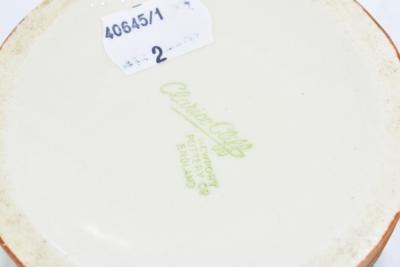 40645/1
2
Clarice Cliff
NEWPORT
POTTERY CO
ENGLAND